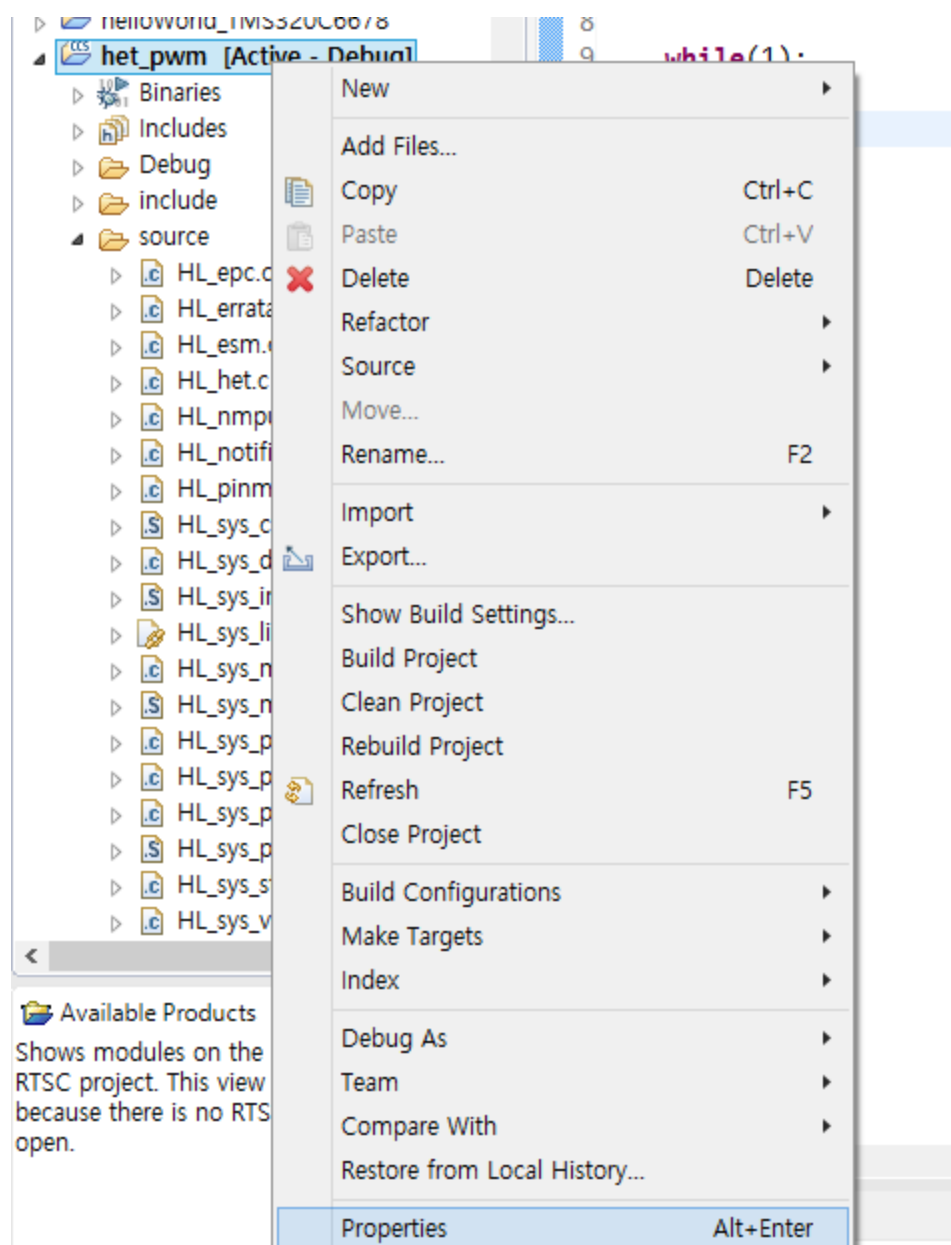 helloworld_TMS320C6678
het_pwm [Active - Debug]
Binaries
Includes
Debug
include
source
HL_epc.c
HL_errata
HL_esm.
HL_het.c
HL_nmpu
HL_notifi
HL_pinm
HL_sys_c
HL_sys_d
HL_sys_ir
HL_sys_li
HL_sys_m
HL_sys_m
HL_sys_p
HL_sys_p
HL_sys_p
HL_sys_p
HL_sys_s
HL_sys_v
Available Products
Shows modules on the
RTSC project. This view
because there is no RTS
open.
8
9 while(1);
New
Add Files...
Copy Ctrl+C
Paste Ctrl+V
Delete Delete
Refactor
Source
Move...
Rename... F2
Import
Export...
Show Build Settings...
Build Project
Clean Project
Rebuild Project
Refresh F5
Close Project
Build Configurations
Make Targets
Index
Debug As
Team
Compare With
Restore from Local History...
Properties Alt+Enter